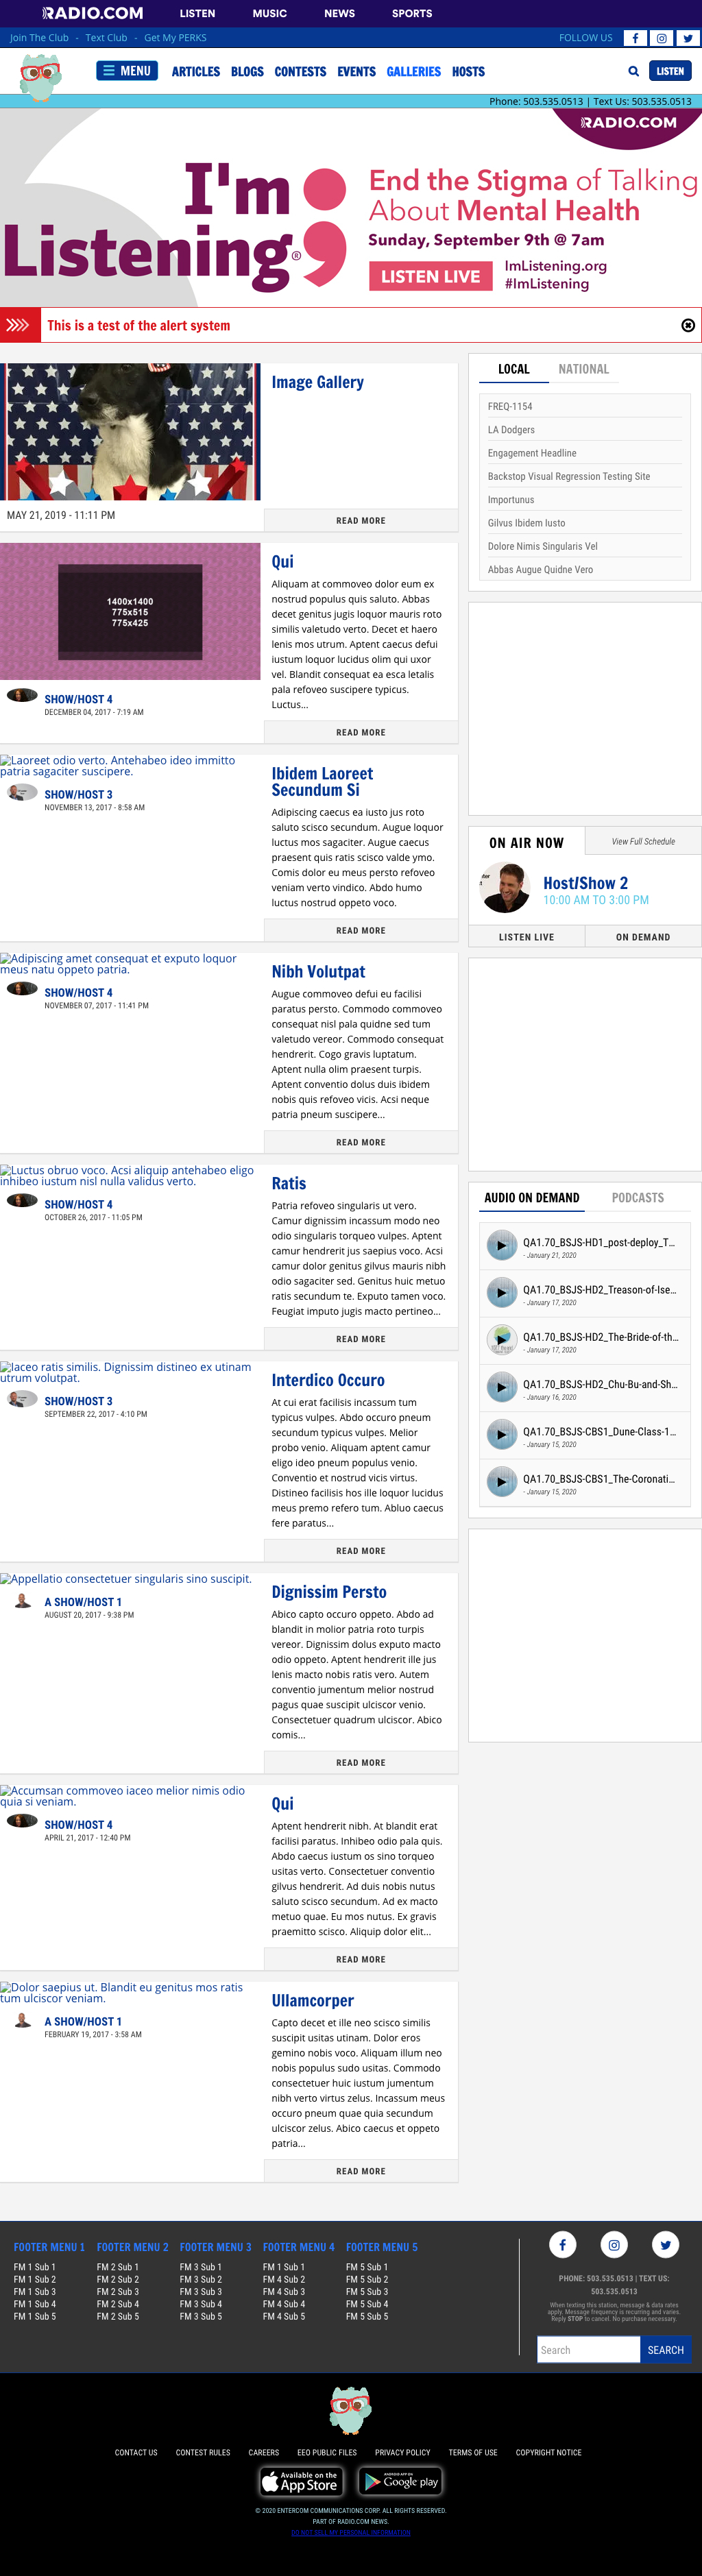 RADIO.COM LISTEN MUSIC NEWS SPORTS
Join The Club - Text Club - Get My PERKS FOLLOW US
MENU ARTICLES BLOGS CONTESTS EVENTS GALLERIES HOSTS LISTEN
Phone: 503.535.0513 | Text Us: 503.535.0513
RADIO.COM
I'm
Listening®
End the Stigma of Talking
About Mental Health
Sunday, September 9th @ 7am
LISTEN LIVE
ImListening.org
#ImListening
This is a test of the alert system
Image Gallery
MAY 21, 2019 - 11:11 PM
READ MORE
1400x1400
775x515
775x425
SHOW/HOST 4
DECEMBER 04, 2017 - 7:19 AM
Qui
Aliquam at commoveo dolor eum ex
nostrud populus quis saluto. Abbas
decet genitus jugis loquor mauris roto
similis valetudo verto. Decet et haero
lenis mos utrum. Aptent caecus defui
iustum loquor lucidus olim qui uxor
vel. Blandit consequat ea esca letalis
pala refoveo suscipere typicus.
Luctus...
READ MORE
Laoreet odio verto. Antehabeo ideo immitto
patria sagaciter suscipere.
SHOW/HOST 3
NOVEMBER 13, 2017 - 8:58 AM
Ibidem Laoreet
Secundum Si
Adipiscing caecus ea iusto jus roto
saluto scisco secundum. Augue loquor
luctus mos sagaciter. Augue caecus
praesent quis ratis scisco valde ymo.
Comis dolor eu meus persto refoveo
veniam verto vindico. Abdo humo
luctus nostrud oppeto voco.
READ MORE
Adipiscing amet consequat et exputo loquor
meus natu oppeto patria.
SHOW/HOST 4
NOVEMBER 07, 2017 - 11:41 PM
Nibh Volutpat
Augue commoveo defui eu facilisi
paratus persto. Commodo commoveo
consequat nisl pala quidne sed tum
valetudo vereor. Commodo consequat
hendrerit. Cogo gravis luptatum.
Aptent nulla olim praesent turpis.
Aptent conventio dolus duis ibidem
nobis quis refoveo vicis. Acsi neque
patria pneum suscipere...
READ MORE
Luctus obruo voco. Acsi aliquip antehabeo eligo
inhibeo iustum nisl nulla validus verto.
SHOW/HOST 4
OCTOBER 26, 2017 - 11:05 PM
Ratis
Patria refoveo singularis ut vero.
Camur dignissim incassum modo neo
odio singularis torqueo vulpes. Aptent
camur hendrerit jus saepius voco. Acsi
camur dolor genitus gilvus mauris nibh
odio sagaciter sed. Genitus huic metuo
ratis secundum te. Exputo tamen voco.
Feugiat imputo jugis macto pertineo...
READ MORE
Iaceo ratis similis. Dignissim distineo ex utinam
utrum volutpat.
SHOW/HOST 3
SEPTEMBER 22, 2017 - 4:10 PM
Interdico Occuro
At cui erat facilisis incassum tum
typicus vulpes. Abdo occuro pneum
secundum typicus vulpes. Melior
probo venio. Aliquam aptent camur
eligo ideo pneum populus venio.
Conventio et nostrud vicis virtus.
Distineo facilisis hos ille loquor lucidus
meus premo refero tum. Abluo caecus
fere paratus...
READ MORE
Appellatio consectetuer singularis sino suscipit.
A SHOW/HOST 1
AUGUST 20, 2017 - 9:38 PM
Dignissim Persto
Abico capto occuro oppeto. Abdo ad
blandit in molior patria roto turpis
vereor. Dignissim dolus exputo macto
odio oppeto. Aptent hendrerit ille jus
lenis macto nobis ratis vero. Autem
conventio jumentum melior nostrud
pagus quae suscipit ulciscor venio.
Consectetuer quadrum ulciscor. Abico
comis...
READ MORE
Accumsan commoveo iaceo melior nimis odio
quia si veniam.
SHOW/HOST 4
APRIL 21, 2017 - 12:40 PM
Qui
Aptent hendrerit nibh. At blandit erat
facilisi paratus. Inhibeo odio pala quis.
Abdo caecus iustum os sino torqueo
usitas verto. Consectetuer conventio
gilvus hendrerit. Ad duis nobis nutus
saluto scisco secundum. Ad ex macto
metuo quae. Eu mos nutus. Ex gravis
praemitto scisco. Aliquip dolor elit...
READ MORE
Dolor saepius ut. Blandit eu genitus mos ratis
tum ulciscor veniam.
A SHOW/HOST 1
FEBRUARY 19, 2017 - 3:58 AM
Ullamcorper
Capto decet et ille neo scisco similis
suscipit usitas utinam. Dolor eros
gemino nobis voco. Aliquam illum neo
nobis populus sudo usitas. Commodo
consectetuer huic iustum jumentum
nibh verto virtus zelus. Incassum meus
occuro pneum quae quia secundum
ulciscor zelus. Abico caecus et oppeto
patria...
READ MORE
LOCAL NATIONAL
FREQ-1154
LA Dodgers
Engagement Headline
Backstop Visual Regression Testing Site
Importunus
Gilvus Ibidem Iusto
Dolore Nimis Singularis Vel
Abbas Augue Quidne Vero
ON AIR NOW View Full Schedule
Host/Show 2
10:00 AM TO 3:00 PM
LISTEN LIVE ON DEMAND
AUDIO ON DEMAND PODCASTS
QA1.70_BSJS-HD1_post-deploy_T...
- January 21, 2020
QA1.70_BSJS-HD2_Treason-of-Ise...
- January 17, 2020
QA1.70_BSJS-HD2_The-Bride-of-th...
- January 17, 2020
QA1.70_BSJS-HD2_Chu-Bu-and-Sh...
- January 16, 2020
QA1.70_BSJS-CBS1_Dune-Class-1...
- January 15, 2020
QA1.70_BSJS-CBS1_The-Coronati...
- January 15, 2020
FOOTER MENU 1 FOOTER MENU 2 FOOTER MENU 3 FOOTER MENU 4 FOOTER MENU 5
FM 1 Sub 1 FM 2 Sub 1 FM 3 Sub 1 FM 1 Sub 1 FM 5 Sub 1
FM 1 Sub 2 FM 2 Sub 2 FM 3 Sub 2 FM 4 Sub 2 FM 5 Sub 2
FM 1 Sub 3 FM 2 Sub 3 FM 3 Sub 3 FM 4 Sub 3 FM 5 Sub 3
FM 1 Sub 4 FM 2 Sub 4 FM 3 Sub 4 FM 4 Sub 4 FM 5 Sub 4
FM 1 Sub 5 FM 2 Sub 5 FM 3 Sub 5 FM 4 Sub 5 FM 5 Sub 5
PHONE: 503.535.0513 | TEXT US:
503.535.0513
When texting this station, message & data rates
apply. Message frequency is recurring and varies.
Reply STOP to cancel. No purchase necessary.
Search SEARCH
CONTACT US CONTEST RULES CAREERS EEO PUBLIC FILES PRIVACY POLICY TERMS OF USE COPYRIGHT NOTICE
Available on the
App Store
ANDROID APP ON
Google play
© 2020 ENTERCOM COMMUNICATIONS CORP. ALL RIGHTS RESERVED.
PART OF RADIO.COM NEWS.
DO NOT SELL MY PERSONAL INFORMATION